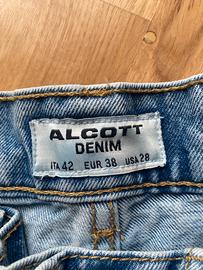 ALCOTT
DENIM
ITA 42 EUR 38 USA 28